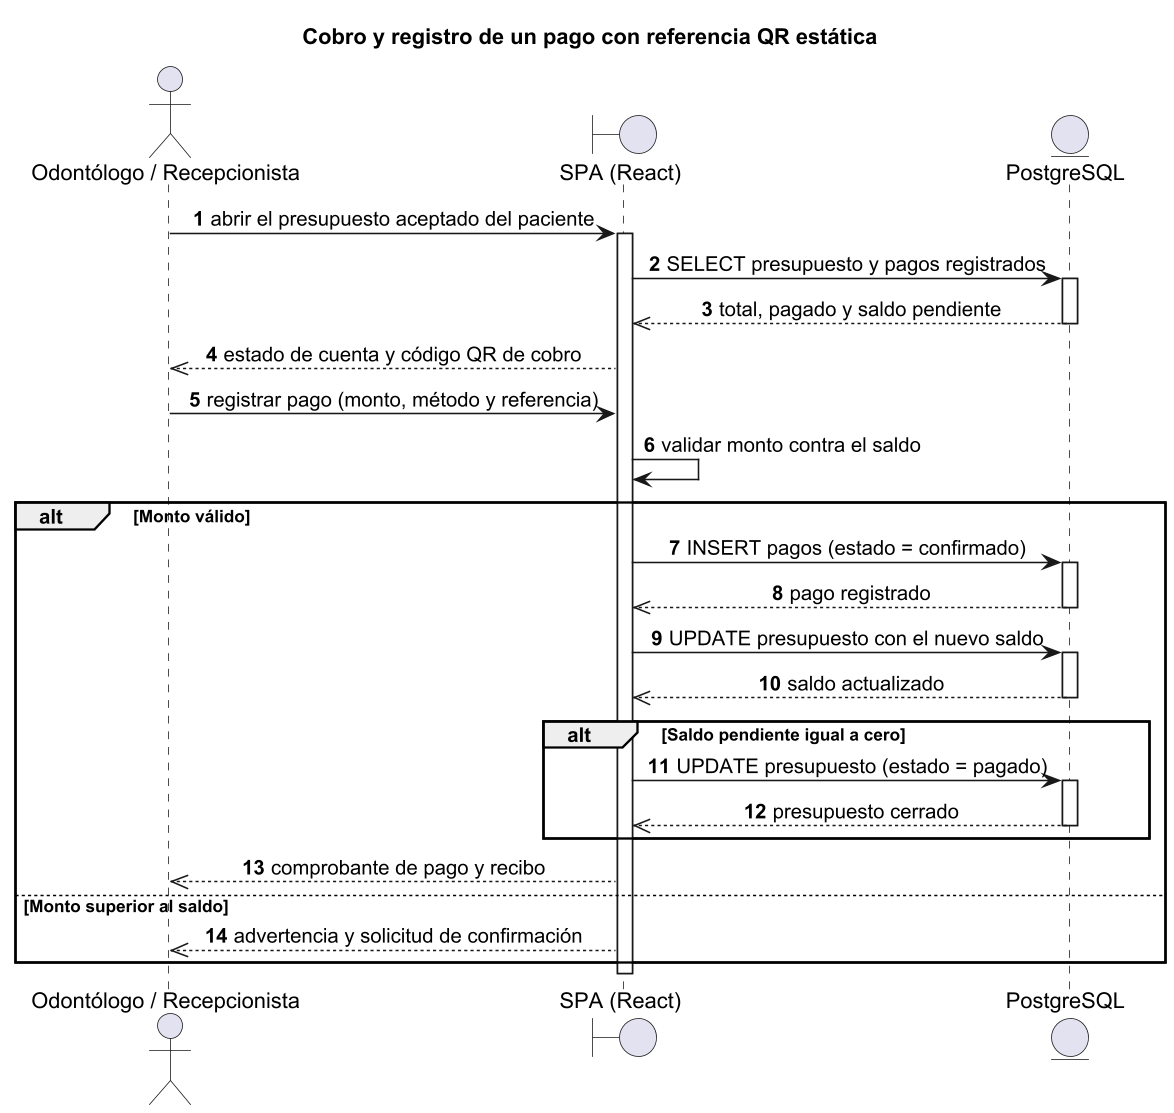 Cobro y registro de un pago con referencia QR estática
Odontólogo / Recepcionista
SPA (React)
PostgreSQL
1 abrir el presupuesto aceptado del paciente
2 SELECT presupuesto y pagos registrados
3 total, pagado y saldo pendiente
4 estado de cuenta y código QR de cobro
5 registrar pago (monto, método y referencia)
6 validar monto contra el saldo
alt [Monto válido]
7 INSERT pagos (estado = confirmado)
8 pago registrado
9 UPDATE presupuesto con el nuevo saldo
10 saldo actualizado
alt [Saldo pendiente igual a cero]
11 UPDATE presupuesto (estado = pagado)
12 presupuesto cerrado
13 comprobante de pago y recibo
[Monto superior al saldo]
14 advertencia y solicitud de confirmación
Odontólogo / Recepcionista
SPA (React)
PostgreSQL